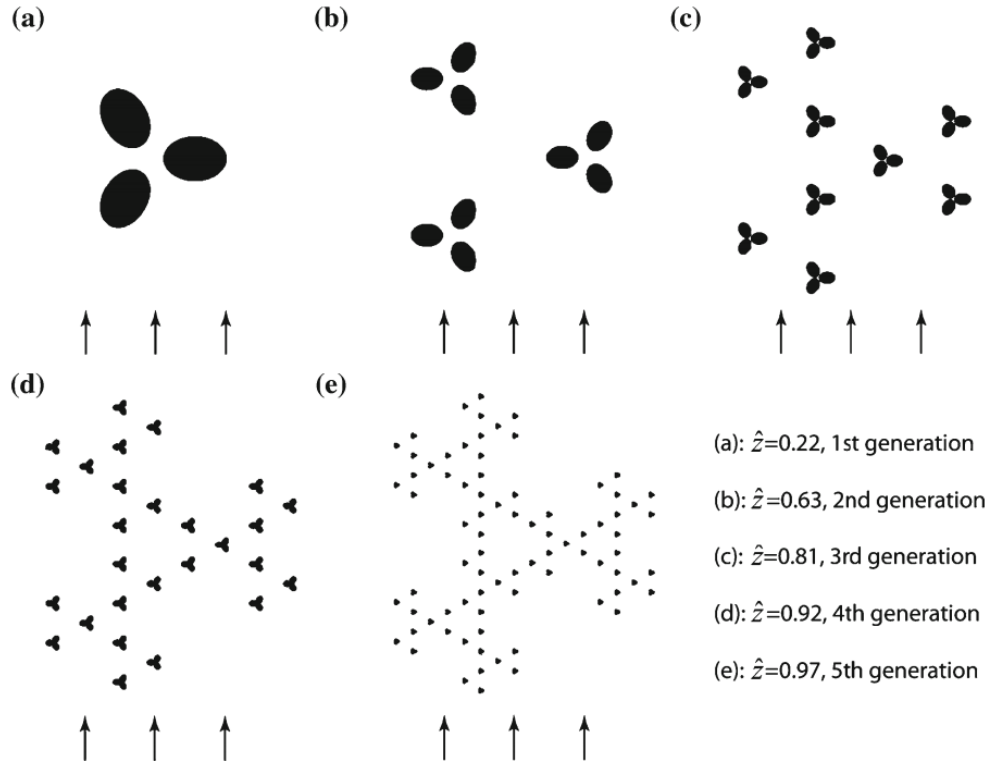 (a)
(b)
(c)
(d)
(e)
(a): ẑ=0.22, 1st generation
(b): ẑ=0.63, 2nd generation
(c): ẑ=0.81, 3rd generation
(d): ẑ=0.92, 4th generation
(e): ẑ=0.97, 5th generation